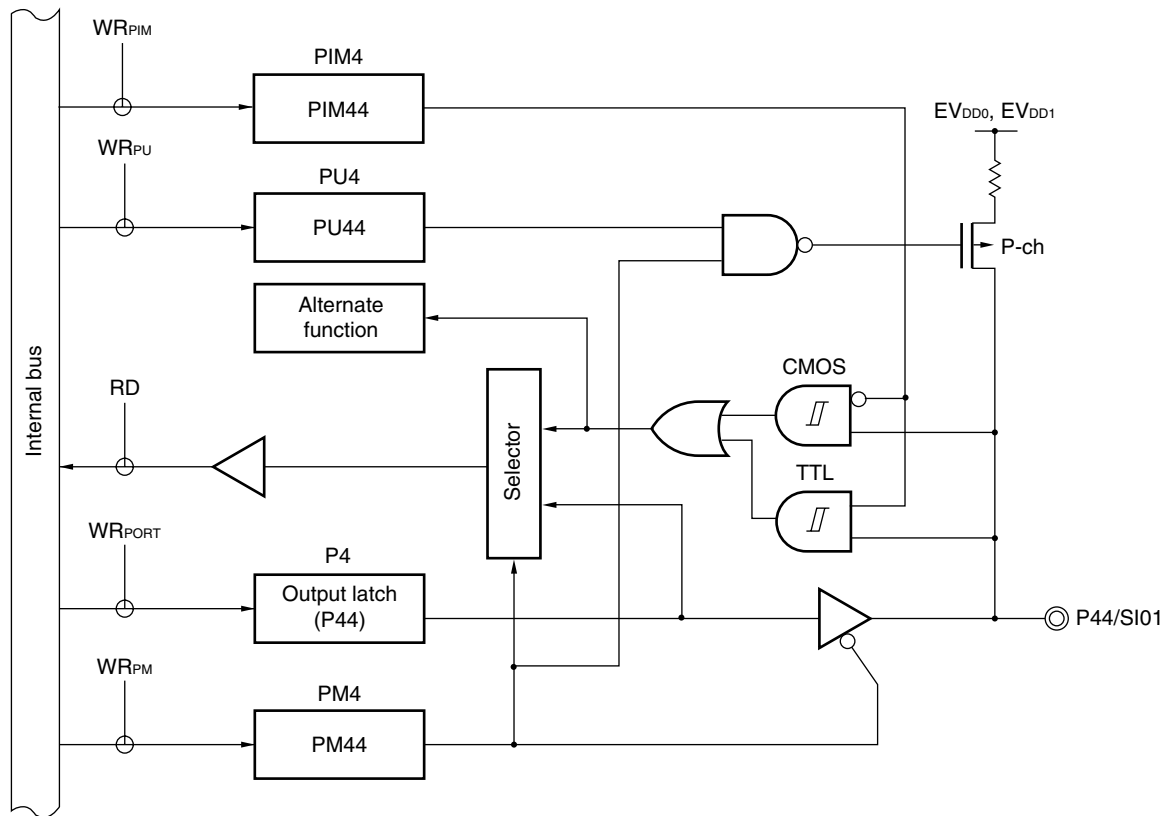 WRPIM
PIM4
PIM44
EVDD0, EVDD1
WRPU
PU4
PU44
P-ch
Alternate
function
CMOS
RD
Internal bus
Selector
TTL
WRPORT
P4
Output latch
(P44)
P44/SI01
WRPM
PM4
PM44